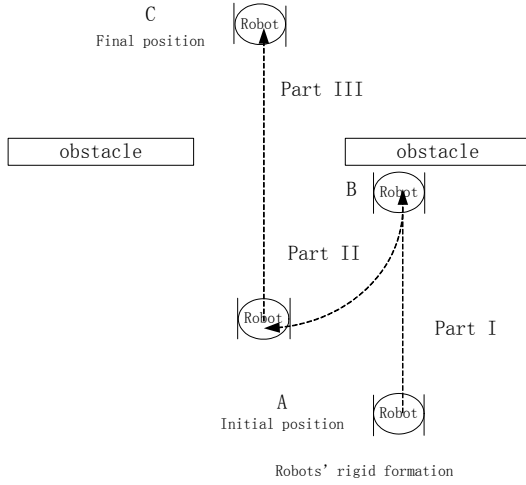 C
Robot
Final position
Part III
obstacle
obstacle
B
Robot
Part II
Robot
Part I
A
Robot
Initial position
Robots’ rigid formation